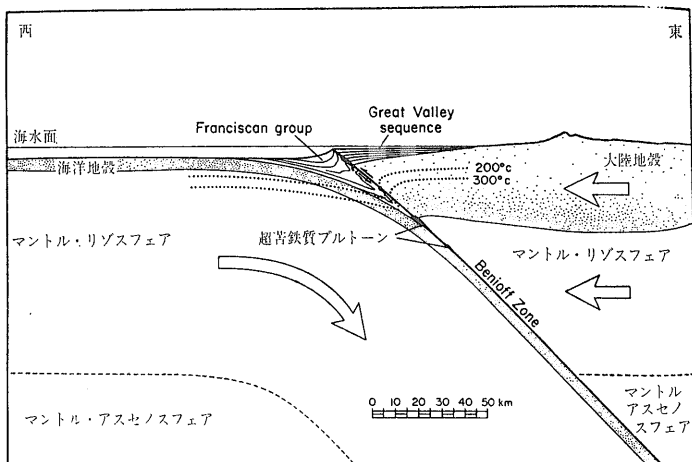 西
東
Great Valley
sequence
Franciscan group
海水面
海洋地殻
大陸地殻
200°c
300°c
超苦鉄質プルトーン
マントル・リソスフェア
マントル・リソスフェア
Benioff Zone
0 10 20 30 40 50 km
マントル・アスセノスフェア
マントル
アスセノ
スフェア